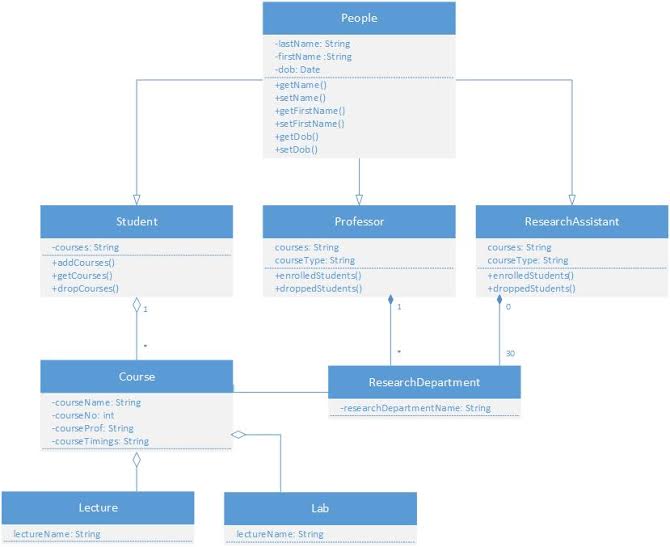 People
-lastName: String
-firstName :String
-dob: Date
+getName()
+setName()
+getFirstName()
+setFirstName()
+getDob()
+setDob()
Student
-courses: String
+addCourses()
+getCourses()
+dropCourses()
Professor
courses: String
courseType: String
+enrolledStudents()
+droppedStudents()
ResearchAssistant
courses: String
courseType: String
+enrolledStudents()
+droppedStudents()
1
*
1
*
0
30
Course
-courseName: String
-courseNo: int
-courseProf: String
-courseTimings: String
ResearchDepartment
-researchDepartmentName: String
Lecture
lectureName: String
Lab
lectureName: String